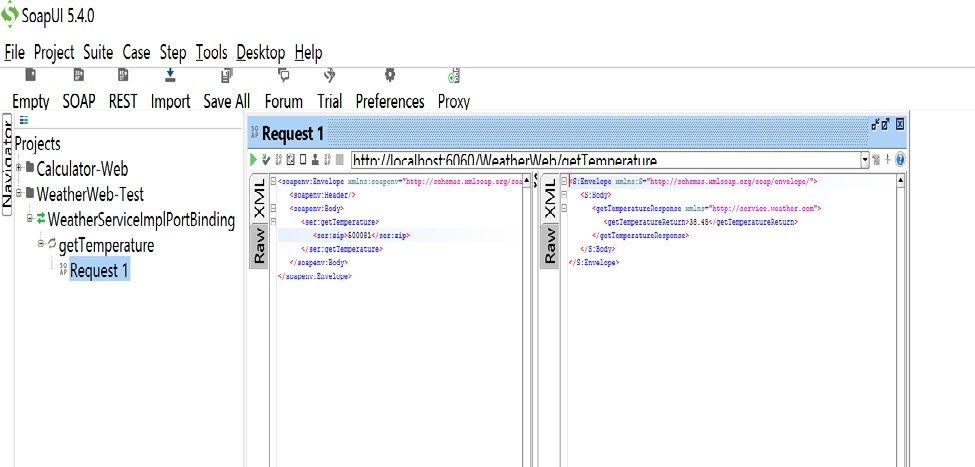 SoapUI 5.4.0
File Project Suite Case Step Tools Desktop Help
Empty SOAP REST Import Save All Forum Trial Preferences Proxy
Navigator
Projects
Calculator-Web
WeatherWeb-Test
WeatherServiceImplPortBinding
getTemperature
Request 1
Request 1
http://localhost:6060/WeatherWeb/getTemperature
XML
Raw
<soapenv:Envelope xmlns:soapenv="http://schemas.xmlsoap.org/soa
<soapenv:Header/>
<soapenv:Body>
<ser:getTemperature>
<ser:zip>600081</ser:zip>
</ser:getTemperature>
</soapenv:Body>
</soapenv:Envelope>
XML
Raw
<S:Envelope xmlns:S="http://schemas.xmlsoap.org/soap/envelope/">
<S:Body>
<getTemperatureResponse xmlns="http://service.weather.com">
<getTemperatureReturn>38.45</getTemperatureReturn>
</getTemperatureResponse>
</S:Body>
</S:Envelope>